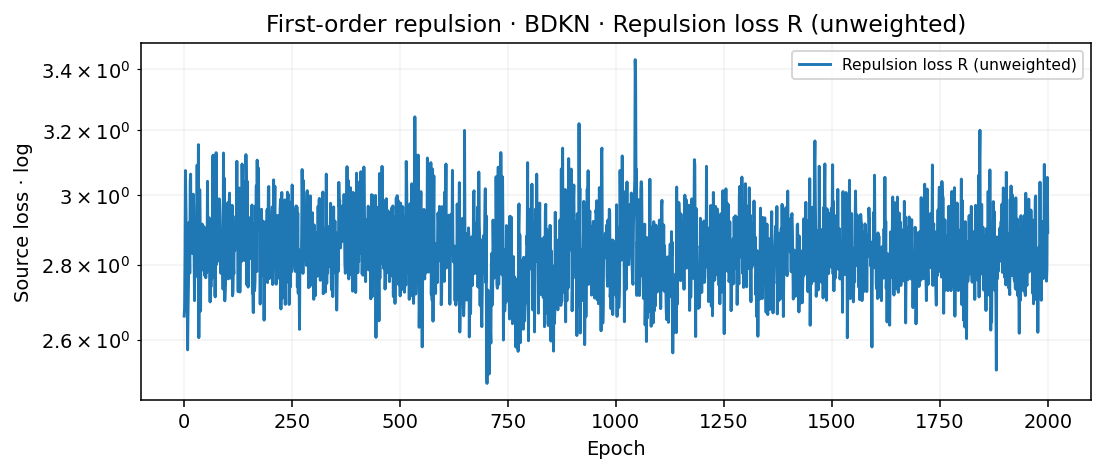 First-order repulsion · BDKN · Repulsion loss R (unweighted)
Repulsion loss R (unweighted)
Source loss · log
3.4 × 10⁰
3.2 × 10⁰
3 × 10⁰
2.8 × 10⁰
2.6 × 10⁰
0 250 500 750 1000 1250 1500 1750 2000
Epoch